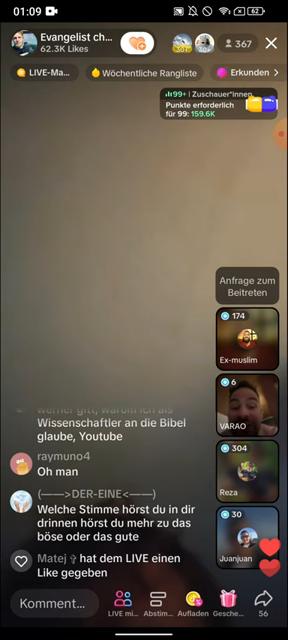 01:09
62
Evangelist ch...
62.3K Likes
367
LIVE-Ma...
Wöchentliche Rangliste
Erkunden
99+ | Zuschauer*innen
Punkte erforderlich
für 99: 159.6K
Anfrage zum
Beitreten
174
Ex-muslim
6
VARAO
304
Reza
30
Juanjuan
werner gitt, warum ich als
Wissenschaftler an die Bibel
glaube, Youtube
raymuno4
Oh man
(——>DER-EINE<——)
Welche Stimme hörst du in dir
drinnen hörst du mehr zu das
böse oder das gute
Matej ✞ hat dem LIVE einen
Like gegeben
Komment...
LIVE mi...
Abstim...
Aufladen
Gesche...
56